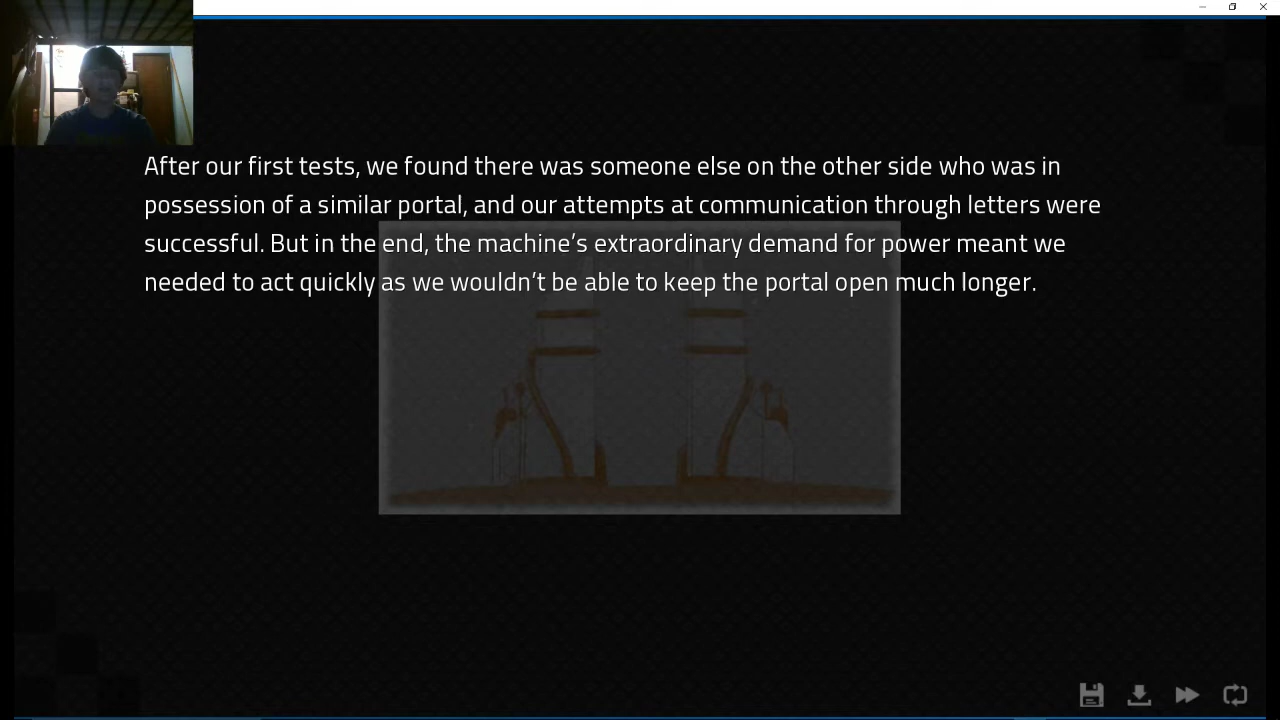 After our first tests, we found there was someone else on the other side who was in
possession of a similar portal, and our attempts at communication through letters were
successful. But in the end, the machine’s extraordinary demand for power meant we
needed to act quickly as we wouldn’t be able to keep the portal open much longer.